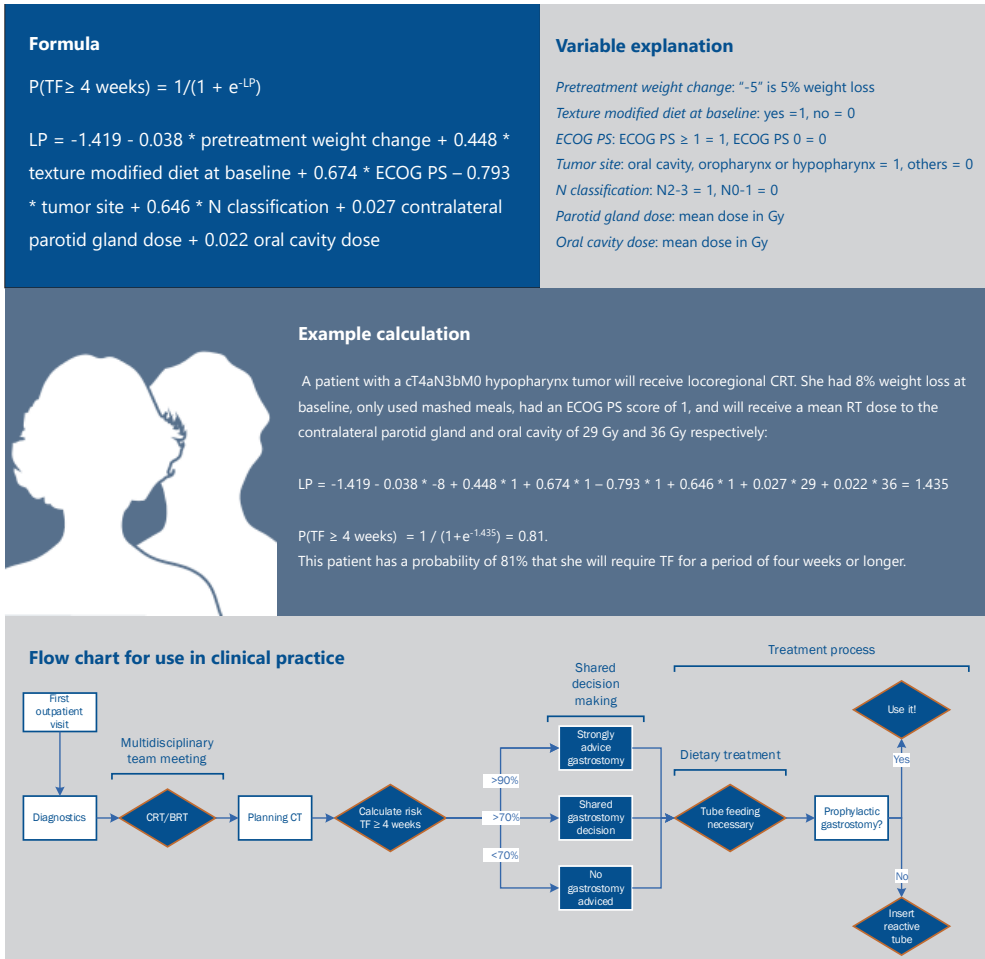 Formula
P(TF≥ 4 weeks) = 1/(1 + e-LP)
LP = -1.419 - 0.038 * pretreatment weight change + 0.448 *
texture modified diet at baseline + 0.674 * ECOG PS – 0.793
* tumor site + 0.646 * N classification + 0.027 contralateral
parotid gland dose + 0.022 oral cavity dose
Variable explanation
Pretreatment weight change: “-5” is 5% weight loss
Texture modified diet at baseline: yes =1, no = 0
ECOG PS: ECOG PS ≥ 1 = 1, ECOG PS 0 = 0
Tumor site: oral cavity, oropharynx or hypopharynx = 1, others = 0
N classification: N2-3 = 1, N0-1 = 0
Parotid gland dose: mean dose in Gy
Oral cavity dose: mean dose in Gy
Example calculation
A patient with a cT4aN3bM0 hypopharynx tumor will receive locoregional CRT. She had 8% weight loss at
baseline, only used mashed meals, had an ECOG PS score of 1, and will receive a mean RT dose to the
contralateral parotid gland and oral cavity of 29 Gy and 36 Gy respectively:
LP = -1.419 - 0.038 * -8 + 0.448 * 1 + 0.674 * 1 – 0.793 * 1 + 0.646 * 1 + 0.027 * 29 + 0.022 * 36 = 1.435
P(TF ≥ 4 weeks) = 1 / (1+e-1.435) = 0.81.
This patient has a probability of 81% that she will require TF for a period of four weeks or longer.
Flow chart for use in clinical practice
First
outpatient
visit
Diagnostics
Multidisciplinary
team meeting
CRT/BRT
Planning CT
Calculate risk
TF ≥ 4 weeks
>90%
>70%
<70%
Shared
decision
making
Strongly
advice
gastrostomy
Shared
gastrostomy
decision
No
gastrostomy
adviced
Treatment process
Dietary treatment
Tube feeding
necessary
Prophylactic
gastrostomy?
Yes
Use it!
No
Insert
reactive
tube